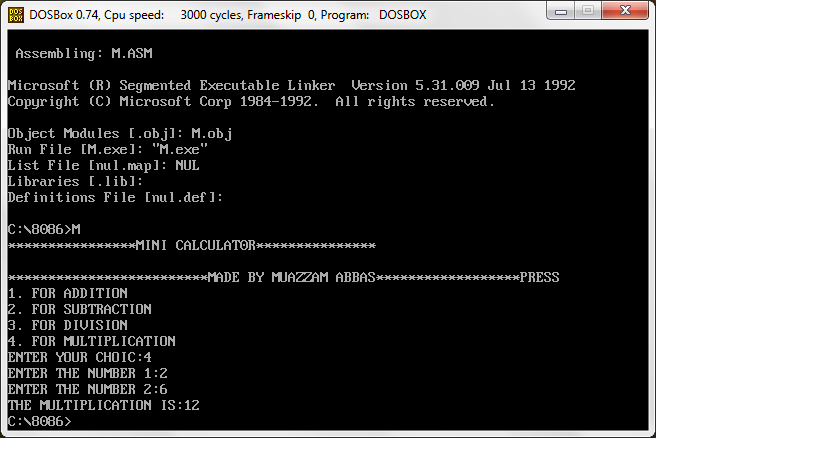 DOSBox 0.74, Cpu speed: 3000 cycles, Frameskip 0, Program: DOSBOX
Assembling: M.ASM
Microsoft (R) Segmented Executable Linker Version 5.31.009 Jul 13 1992
Copyright (C) Microsoft Corp 1984-1992. All rights reserved.
Object Modules [.obj]: M.obj
Run File [M.exe]: "M.exe"
List File [nul.map]: NUL
Libraries [.lib]:
Definitions File [nul.def]:
C:\8086>M
****************MINI CALCULATOR***************
*************************MADE BY MUAZZAM ABBAS******************PRESS
1. FOR ADDITION
2. FOR SUBTRACTION
3. FOR DIVISION
4. FOR MULTIPLICATION
ENTER YOUR CHOIC:4
ENTER THE NUMBER 1:2
ENTER THE NUMBER 2:6
THE MULTIPLICATION IS:12
C:\8086>